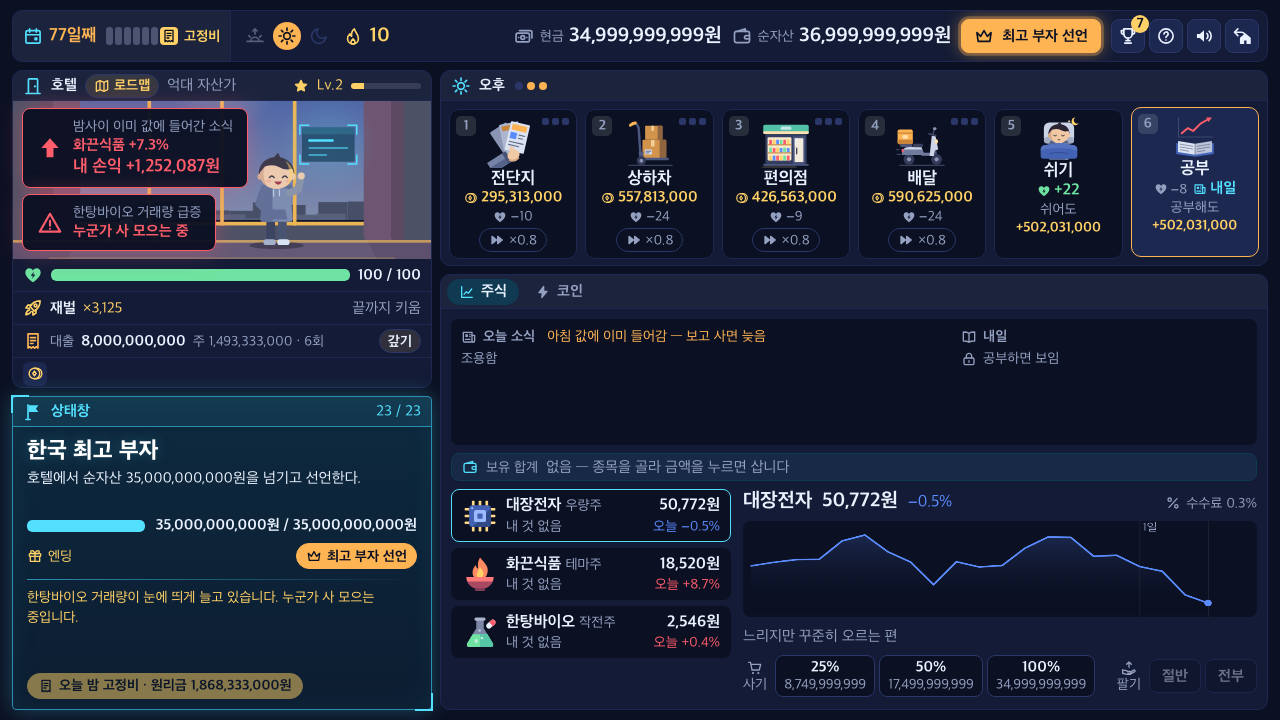 77일째 고정비 10 현금 34,999,999,999원 순자산 36,999,999,999원 최고 부자 선언 7
호텔 로드맵 억대 자산가 Lv.2
밤사이 이미 값에 들어간 소식
화끈식품 +7.3%
내 손익 +1,252,087원
한탕바이오 거래량 급증
누군가 사 모으는 중
100 / 100
재벌 ×3,125 끝까지 키움
대출 8,000,000,000 주 1,493,333,000 · 6회 갚기
상태창 23 / 23
한국 최고 부자
호텔에서 순자산 35,000,000,000원을 넘기고 선언한다.
35,000,000,000원 / 35,000,000,000원
엔딩 최고 부자 선언
한탕바이오 거래량이 눈에 띄게 늘고 있습니다. 누군가 사 모으는
중입니다.
오늘 밤 고정비 · 원리금 1,868,333,000원
오후
1 전단지 295,313,000 −10 ×0.8
2 상하차 557,813,000 −24 ×0.8
3 편의점 426,563,000 −9 ×0.8
4 배달 590,625,000 −24 ×0.8
5 쉬기 +22 쉬어도 +502,031,000
6 공부 −8 내일 공부해도 +502,031,000
주식 코인
오늘 소식 아침 값에 이미 들어감 — 보고 사면 늦음 내일
조용함 공부하면 보임
보유 합계 없음 — 종목을 골라 금액을 누르면 삽니다
대장전자 우량주 50,772원
내 것 없음 오늘 −0.5%
화끈식품 테마주 18,520원
내 것 없음 오늘 +8.7%
한탕바이오 작전주 2,546원
내 것 없음 오늘 +0.4%
대장전자 50,772원 −0.5% 수수료 0.3%
1일
느리지만 꾸준히 오르는 편
사기 25% 8,749,999,999 50% 17,499,999,999 100% 34,999,999,999 팔기 절반 전부